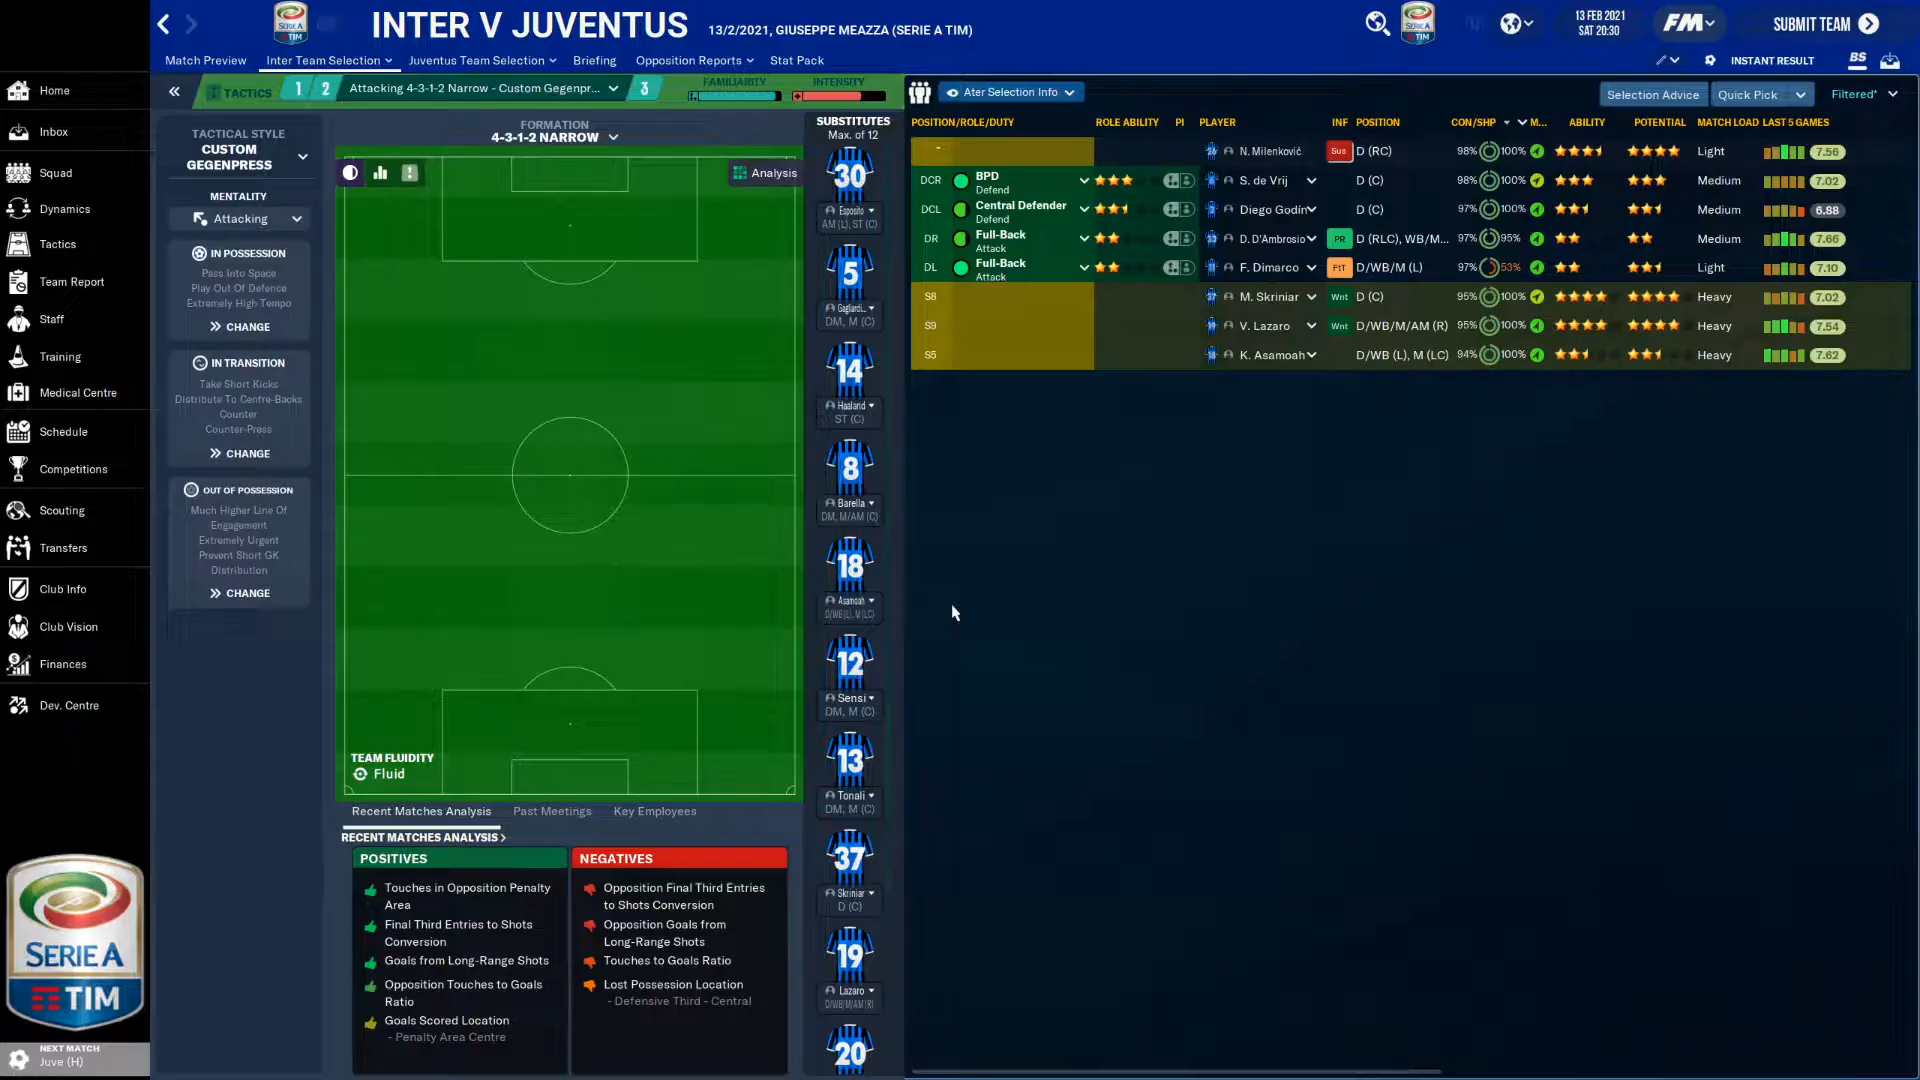 INTER V JUVENTUS
13/2/2021, GIUSEPPE MEAZZA (SERIE A TIM)
13 FEB 2021
SAT 20:30
FM
SUBMIT TEAM
Match Preview
Inter Team Selection
Juventus Team Selection
Briefing
Opposition Reports
Stat Pack
INSTANT RESULT
BS
TACTICS
1
2
Attacking 4-3-1-2 Narrow - Custom Gegenpr...
3
FAMILIARITY
INTENSITY
Home
Inbox
Squad
Dynamics
Tactics
Team Report
Staff
Training
Medical Centre
Schedule
Competitions
Scouting
Transfers
Club Info
Club Vision
Finances
Dev. Centre
SERIE A
TIM
NEXT MATCH
Juve (H)
TACTICAL STYLE
CUSTOM
GEGENPRESS
MENTALITY
Attacking
IN POSSESSION
Pass Into Space
Play Out Of Defence
Extremely High Tempo
CHANGE
IN TRANSITION
Take Short Kicks
Distribute To Centre-Backs
Counter
Counter-Press
CHANGE
OUT OF POSSESSION
Much Higher Line Of
Engagement
Extremely Urgent
Prevent Short GK
Distribution
CHANGE
FORMATION
4-3-1-2 NARROW
Analysis
TEAM FLUIDITY
Fluid
Recent Matches Analysis
Past Meetings
Key Employees
RECENT MATCHES ANALYSIS >
POSITIVES
Touches in Opposition Penalty
Area
Final Third Entries to Shots
Conversion
Goals from Long-Range Shots
Opposition Touches to Goals
Ratio
Goals Scored Location
- Penalty Area Centre
NEGATIVES
Opposition Final Third Entries
to Shots Conversion
Opposition Goals from
Long-Range Shots
Touches to Goals Ratio
Lost Possession Location
- Defensive Third - Central
SUBSTITUTES
Max. of 12
30
Esposito
AM (L), ST (C)
5
Gagliardi...
DM, M (C)
14
Haaland
ST (C)
8
Barella
DM, M/AM (C)
18
Asamoah
D/WB (L), M (LC)
12
Sensi
DM, M (C)
13
Tonali
DM, M (C)
37
Skriniar
D (C)
19
Lazaro
D/WB/M/AM (R)
20
Ater Selection Info
Selection Advice
Quick Pick
Filtered*
POSITION/ROLE/DUTY ROLE ABILITY PI PLAYER INF POSITION CON/SHP M... ABILITY POTENTIAL MATCH LOAD LAST 5 GAMES
- N. Milenković Sus D (RC) 98% 100% Light 7.56
DCR BPD Defend S. de Vrij D (C) 98% 100% Medium 7.02
DCL Central Defender Defend Diego Godín D (C) 97% 100% Medium 6.88
DR Full-Back Attack D. D'Ambrosio PR D (RLC), WB/M... 97% 95% Medium 7.66
DL Full-Back Attack F. Dimarco FtT D/WB/M (L) 97% 53% Light 7.10
S8 M. Skriniar Wnt D (C) 95% 100% Heavy 7.02
S9 V. Lazaro Wnt D/WB/M/AM (R) 95% 100% Heavy 7.54
S5 K. Asamoah D/WB (L), M (LC) 94% 100% Heavy 7.62